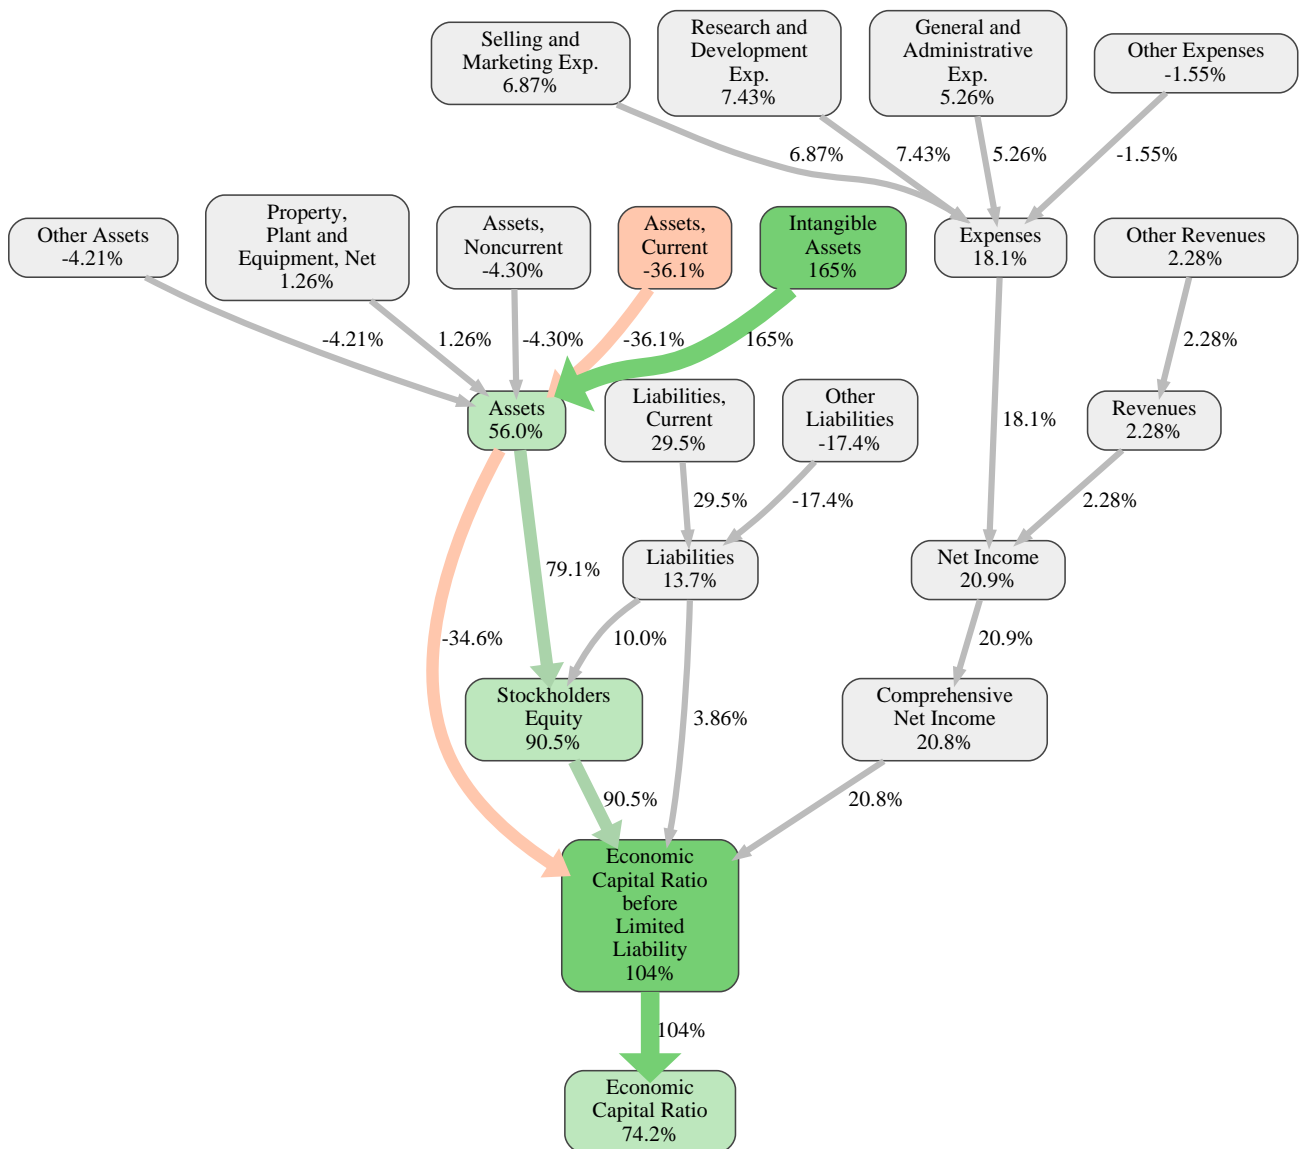 Selling and
Marketing Exp.
6.87%
Research and
Development
Exp.
7.43%
General and
Administrative
Exp.
5.26%
Other Expenses
-1.55%
6.87%
7.43%
5.26%
-1.55%
Other Assets
-4.21%
Property,
Plant and
Equipment, Net
1.26%
Assets,
Noncurrent
-4.30%
Assets,
Current
-36.1%
Intangible
Assets
165%
Expenses
18.1%
Other Revenues
2.28%
-4.21%
1.26%
-4.30%
-36.1%
165%
2.28%
Assets
56.0%
Liabilities,
Current
29.5%
Other
Liabilities
-17.4%
18.1%
Revenues
2.28%
29.5%
-17.4%
2.28%
79.1%
Liabilities
13.7%
Net Income
20.9%
-34.6%
10.0%
20.9%
Stockholders
Equity
90.5%
3.86%
Comprehensive
Net Income
20.8%
90.5%
20.8%
Economic
Capital Ratio
before
Limited
Liability
104%
104%
Economic
Capital Ratio
74.2%